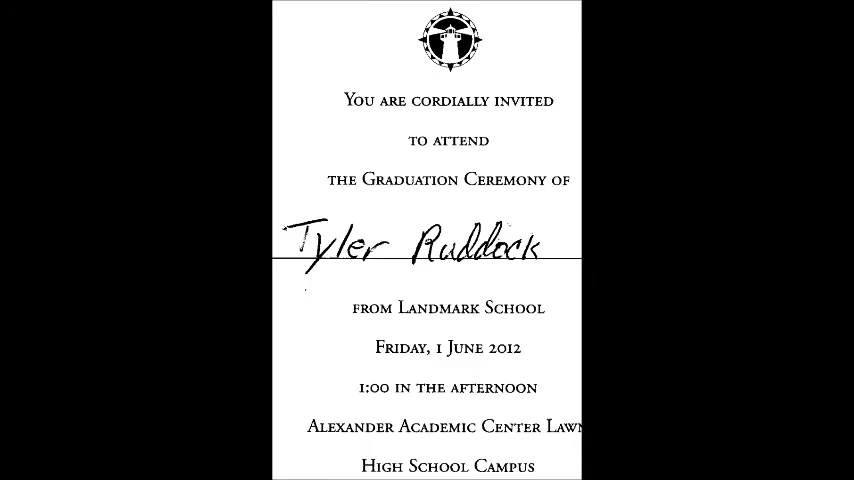 You are cordially invited
to attend
the Graduation Ceremony of
Tyler Ruddock
from Landmark School
Friday, 1 June 2012
1:00 in the afternoon
Alexander Academic Center Lawn
High School Campus